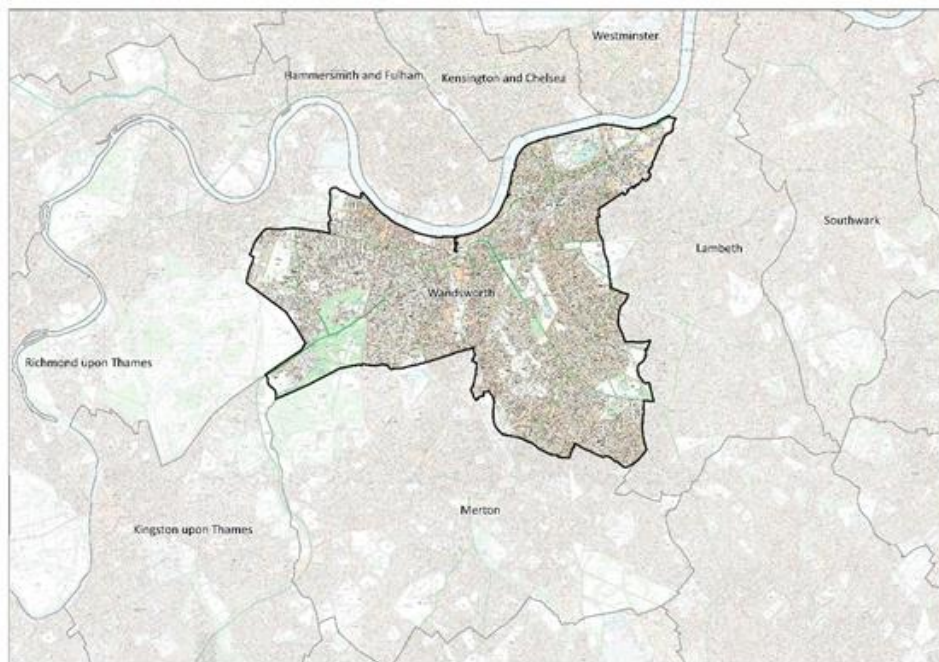 Westminster
Hammersmith and Fulham
Kensington and Chelsea
Southwark
Lambeth
Wandsworth
Richmond upon Thames
Merton
Kingston upon Thames